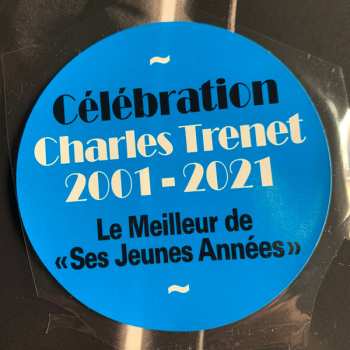 ~
Célébration
Charles Trenet
2001-2021
Le Meilleur de
«Ses Jeunes Années»
~